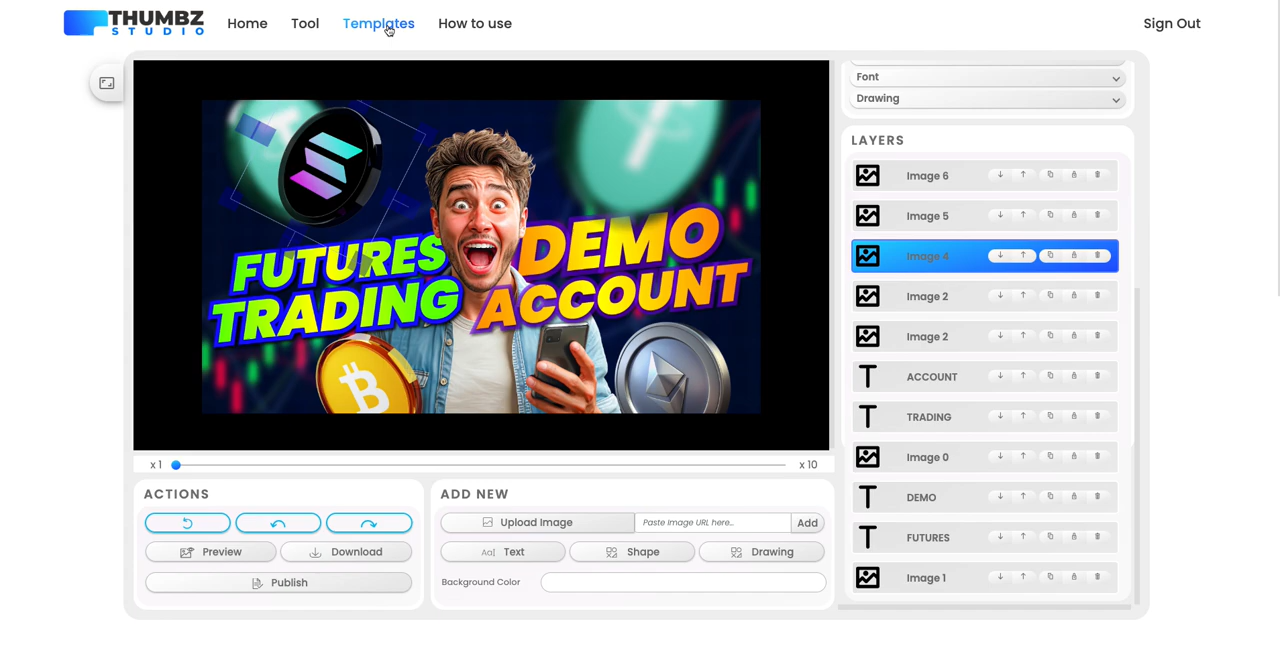 THUMBZ
STUDIO
Home Tool Templates How to use Sign Out
FUTURES DEMO
TRADING ACCOUNT
Font
Drawing
LAYERS
Image 6
Image 5
Image 4
Image 2
Image 2
T ACCOUNT
T TRADING
Image 0
T DEMO
T FUTURES
Image 1
x 1 x 10
ACTIONS
Preview Download
Publish
ADD NEW
Upload Image Paste Image URL here... Add
Aa| Text Shape Drawing
Background Color